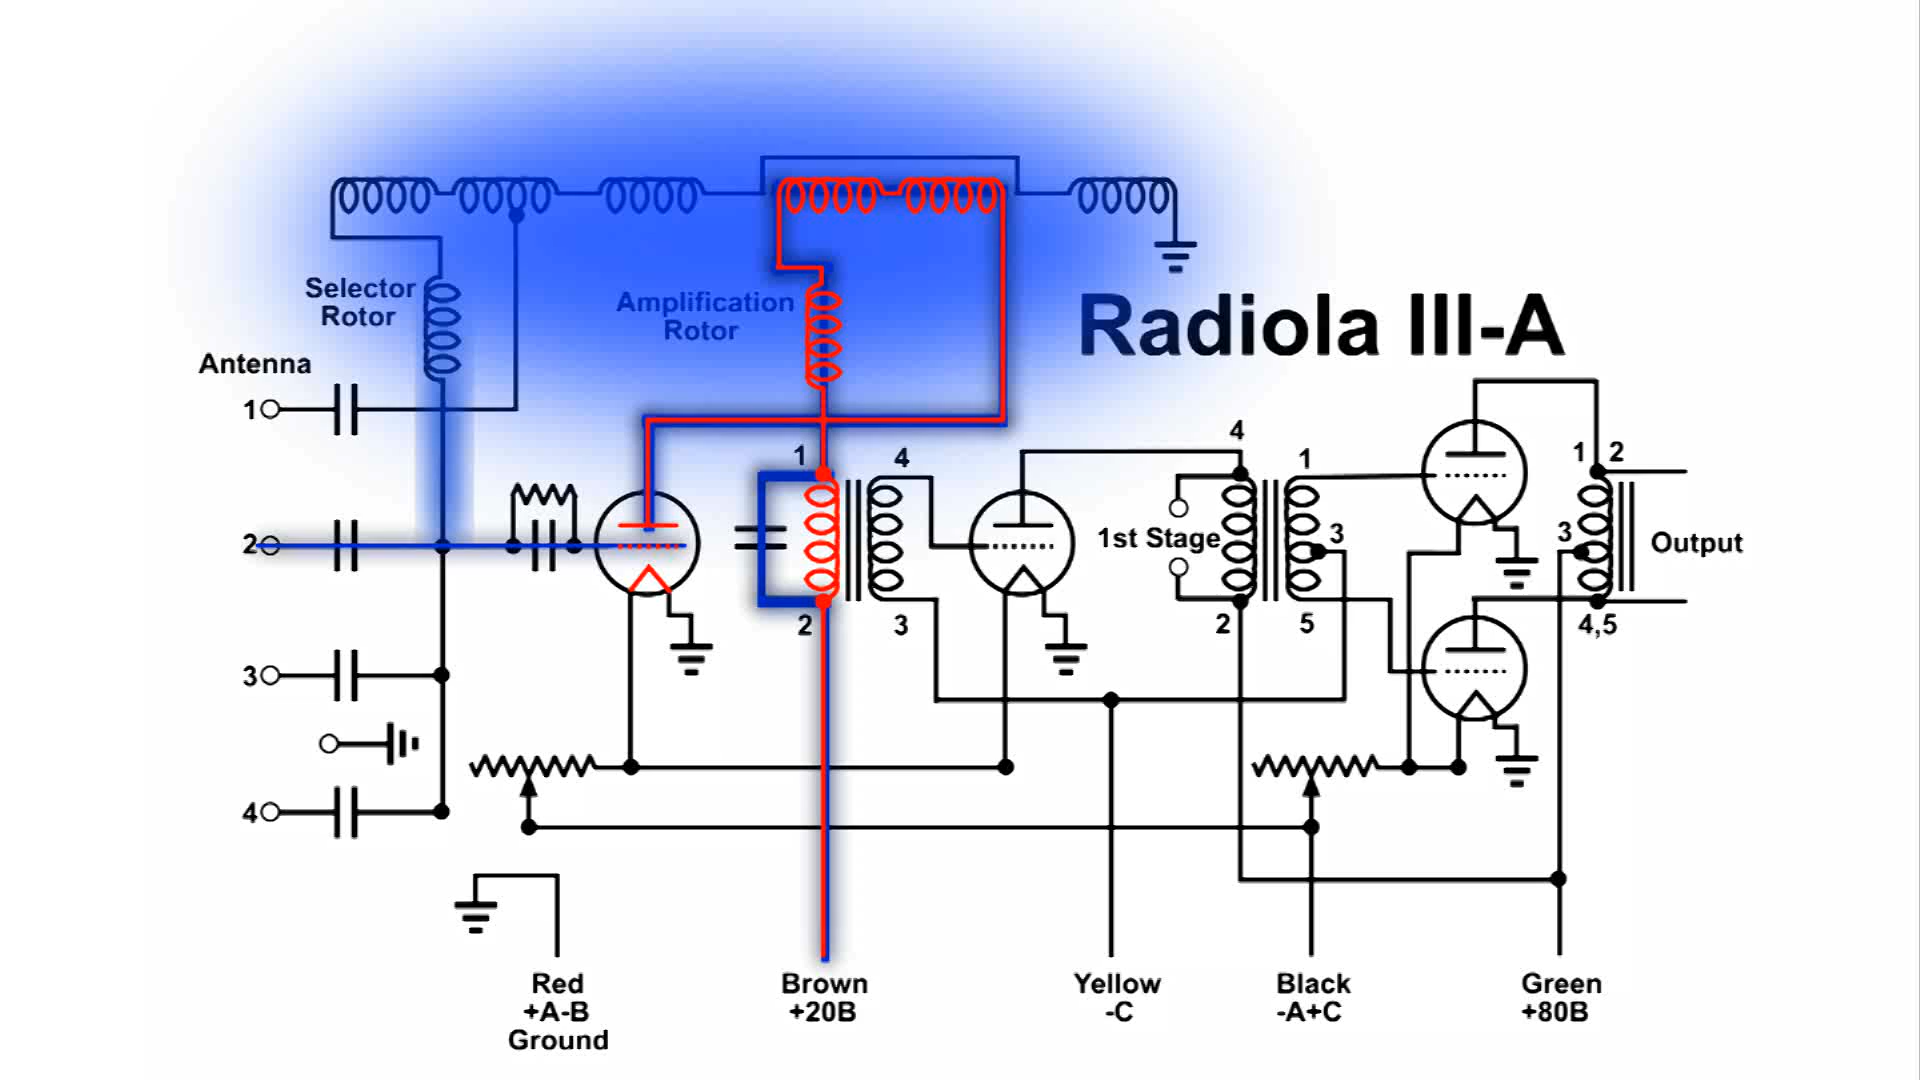 Radiola III-A
Selector
Rotor
Amplification
Rotor
Antenna
1
2
3
4
1
2
4
3
1st Stage
4
2
1
3
5
1
2
3
4,5
Output
Red
+A-B
Ground
Brown
+20B
Yellow
-C
Black
-A+C
Green
+80B